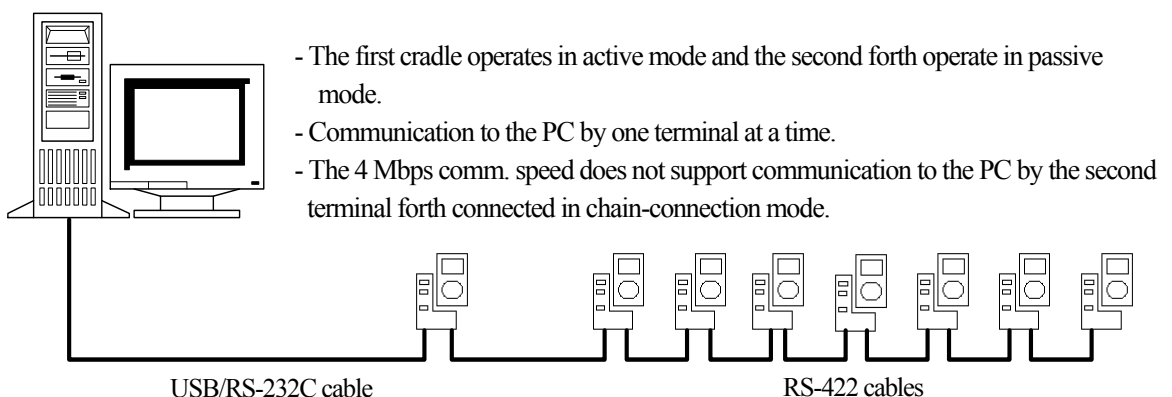 - The first cradle operates in active mode and the second forth operate in passive
mode.
- Communication to the PC by one terminal at a time.
- The 4 Mbps comm. speed does not support communication to the PC by the second
terminal forth connected in chain-connection mode.
USB/RS-232C cable
RS-422 cables